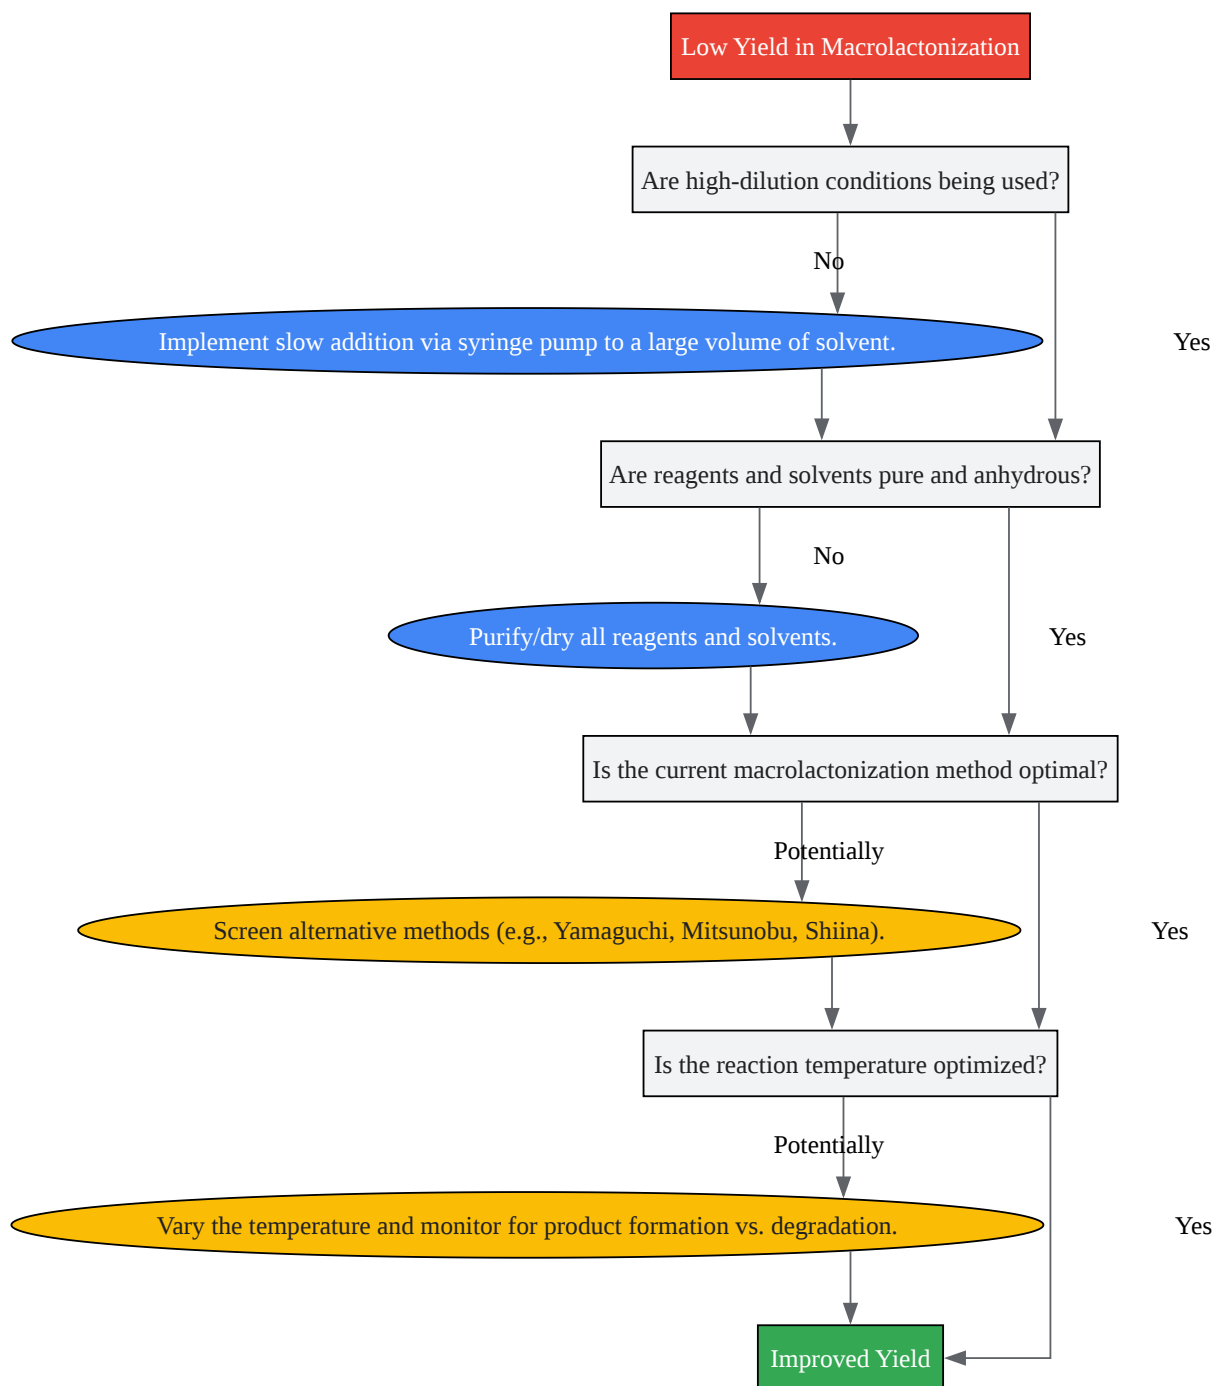 Low Yield in Macrolactonization
Are high-dilution conditions being used?
No
Implement slow addition via syringe pump to a large volume of solvent.
Yes
Are reagents and solvents pure and anhydrous?
No
Purify/dry all reagents and solvents.
Yes
Is the current macrolactonization method optimal?
Potentially
Screen alternative methods (e.g., Yamaguchi, Mitsunobu, Shiina).
Yes
Is the reaction temperature optimized?
Potentially
Vary the temperature and monitor for product formation vs. degradation.
Yes
Improved Yield